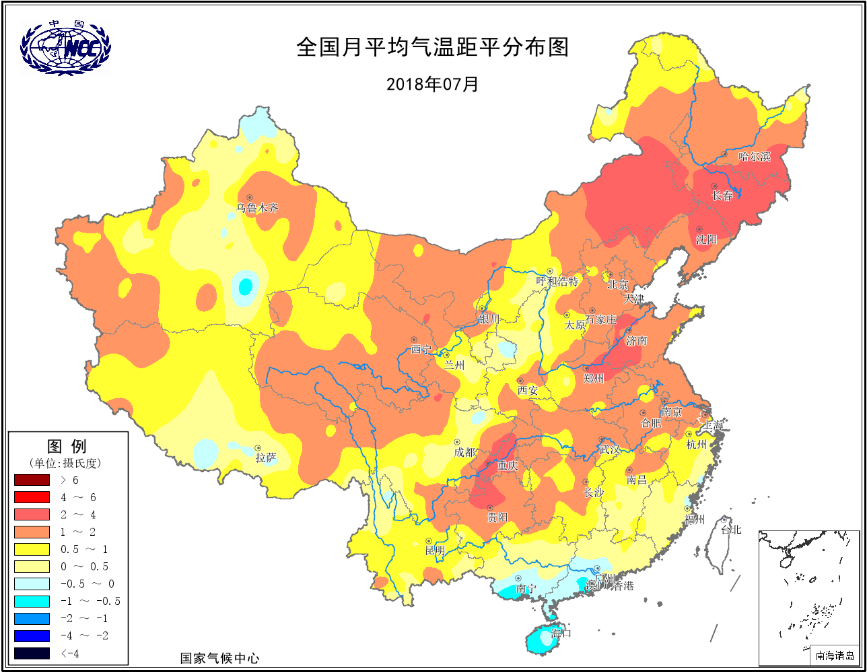 中国
NCC
全国月平均气温距平分布图
2018年07月
哈尔滨
长春
乌鲁木齐
沈阳
呼和浩特
北京
天津
银川
太原
石家庄
济南
西宁
兰州
郑州
西安
南京
合肥
上海
拉萨
成都
武汉
杭州
重庆
南昌
长沙
贵阳
福州
台北
昆明
广州
南宁
澳门
香港
海口
图 例
(单位:摄氏度)
> 6
4 ~ 6
2 ~ 4
1 ~ 2
0.5 ~ 1
0 ~ 0.5
-0.5 ~ 0
-1 ~ -0.5
-2 ~ -1
-4 ~ -2
<-4
国家气候中心
南海诸岛